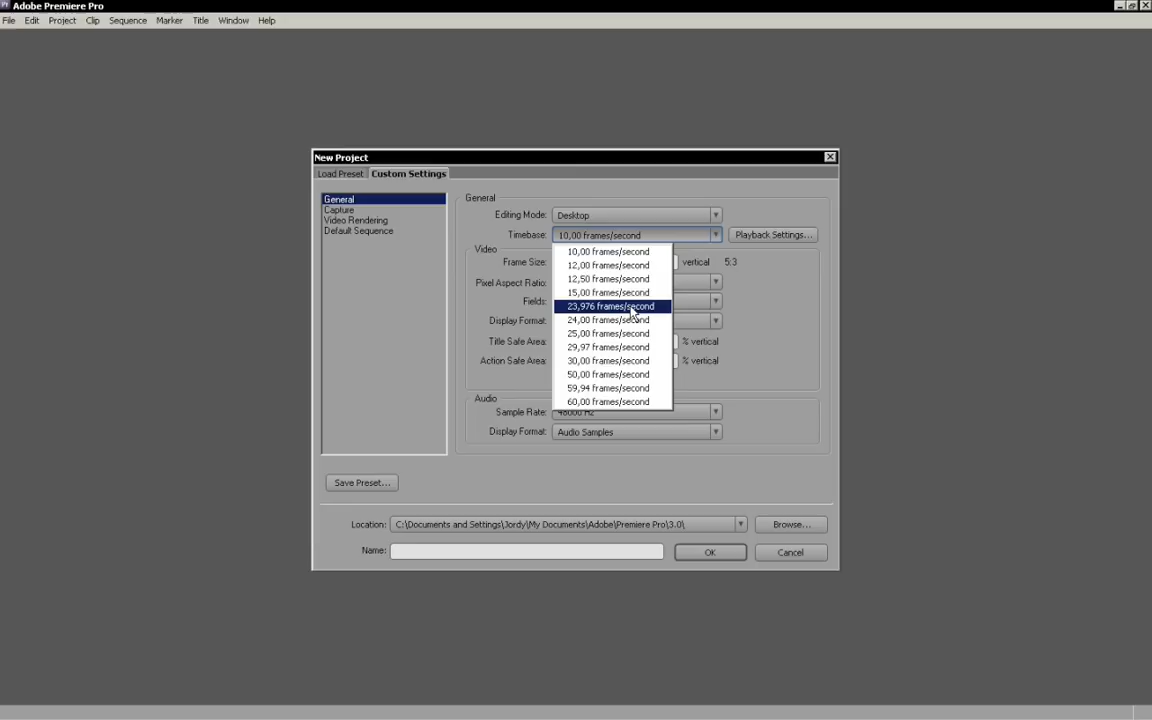 Adobe Premiere Pro
File Edit Project Clip Sequence Marker Title Window Help
New Project
Load Preset Custom Settings
General
Capture
Video Rendering
Default Sequence
General
Editing Mode: Desktop
Timebase: 10,00 frames/second Playback Settings...
10,00 frames/second
12,00 frames/second
12,50 frames/second
15,00 frames/second
23,976 frames/second
24,00 frames/second
25,00 frames/second
29,97 frames/second
30,00 frames/second
50,00 frames/second
59,94 frames/second
60,00 frames/second
Video
Frame Size: vertical 5:3
Pixel Aspect Ratio:
Fields:
Display Format:
Title Safe Area: % vertical
Action Safe Area: % vertical
Audio
Sample Rate: 48000 Hz
Display Format: Audio Samples
Save Preset...
Location: C:\Documents and Settings\Jordy\My Documents\Adobe\Premiere Pro\3.0\ Browse...
Name: OK Cancel